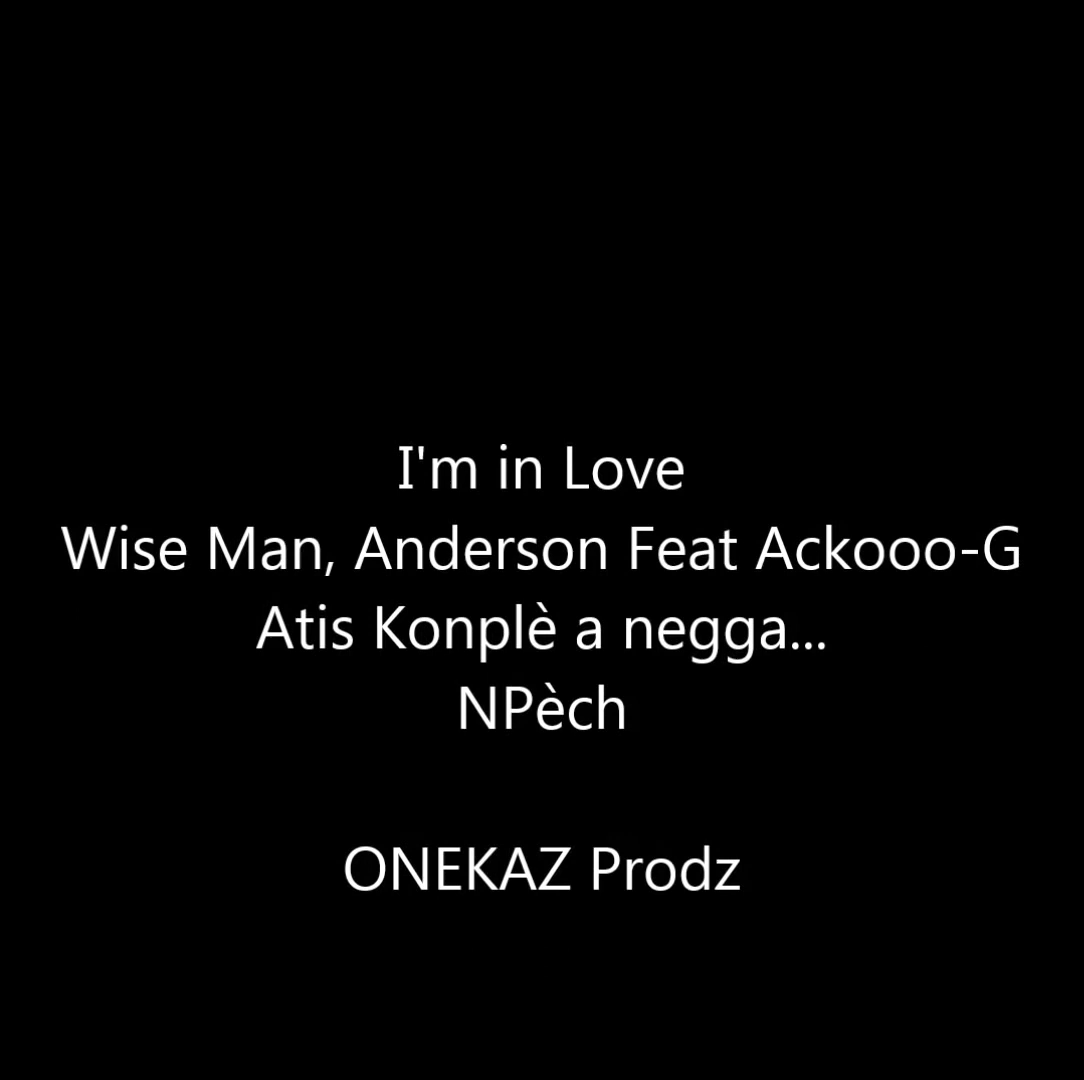 I'm in Love
Wise Man, Anderson Feat Ackooo-G
Atis Konplè a negga...
NPèch
ONEKAZ Prodz